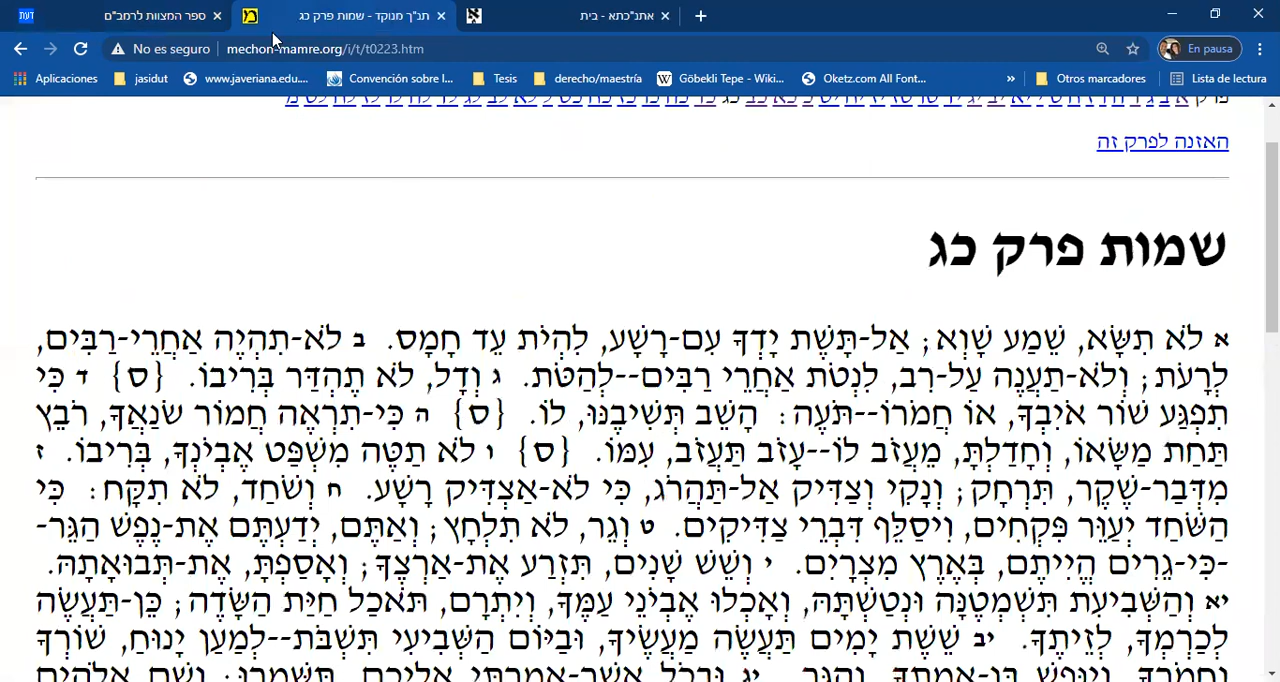 ספר המצוות לרמב"ם
תנ"ך מנוקד - שמות פרק כג
אתנ"כתא - בית
No es seguro
mechon-mamre.org/i/t/t0223.htm
En pausa
Aplicaciones
jasidut
www.javeriana.edu....
Convención sobre l...
Tesis
derecho/maestría
Göbekli Tepe - Wiki...
Oketz.com All Font...
»
Otros marcadores
Lista de lectura
האזנה לפרק זה
שמות פרק כג
א לֹא תִשָּׂא, שֵׁמַע שָׁוְא; אַל-תָּשֶׁת יָדְךָ עִם-רָשָׁע, לִהְיֹת עֵד חָמָס. ב לֹא-תִהְיֶה אַחֲרֵי-רַבִּים,
לְרָעֹת; וְלֹא-תַעֲנֶה עַל-רִב, לִנְטֹת אַחֲרֵי רַבִּים--לְהַטֹּת. ג וְדָל, לֹא תֶהְדַּר בְּרִיבוֹ. {ס} ד כִּי
תִפְגַּע שׁוֹר אֹיִבְךָ, אוֹ חֲמֹרוֹ--תֹּעֶה: הָשֵׁב תְּשִׁיבֶנּוּ, לוֹ. {ס} ה כִּי-תִרְאֶה חֲמוֹר שֹׂנַאֲךָ, רֹבֵץ
תַּחַת מַשָּׂאוֹ, וְחָדַלְתָּ, מֵעֲזֹב לוֹ--עָזֹב תַּעֲזֹב, עִמּוֹ. {ס} ו לֹא תַטֶּה מִשְׁפַּט אֶבְיֹנְךָ, בְּרִיבוֹ. ז
מִדְּבַר-שֶׁקֶר, תִּרְחָק; וְנָקִי וְצַדִּיק אַל-תַּהֲרֹג, כִּי לֹא-אַצְדִּיק רָשָׁע. ח וְשֹׁחַד, לֹא תִקָּח: כִּי
הַשֹּׁחַד יְעַוֵּר פִּקְחִים, וִיסַלֵּף דִּבְרֵי צַדִּיקִים. ט וְגֵר, לֹא תִלְחָץ; וְאַתֶּם, יְדַעְתֶּם אֶת-נֶפֶשׁ הַגֵּר-
-כִּי-גֵרִים הֱיִיתֶם, בְּאֶרֶץ מִצְרָיִם. י וְשֵׁשׁ שָׁנִים, תִּזְרַע אֶת-אַרְצֶךָ; וְאָסַפְתָּ, אֶת-תְּבוּאָתָהּ.
יא וְהַשְּׁבִיעִת תִּשְׁמְטֶנָּה וּנְטַשְׁתָּהּ, וְאָכְלוּ אֶבְיֹנֵי עַמֶּךָ, וְיִתְרָם, תֹּאכַל חַיַּת הַשָּׂדֶה; כֵּן-תַּעֲשֶׂה
לְכַרְמְךָ, לְזֵיתֶךָ. יב שֵׁשֶׁת יָמִים תַּעֲשֶׂה מַעֲשֶׂיךָ, וּבַיּוֹם הַשְּׁבִיעִי תִּשְׁבֹּת--לְמַעַן יָנוּחַ, שׁוֹרְךָ
וַחֲמֹרֶךָ, וְיִנָּפֵשׁ בֶּן-אֲמָתְךָ, וְהַגֵּר. יג וּבְכֹל אֲשֶׁר-אָמַרְתִּי אֲלֵיכֶם, תִּשָּׁמֵרוּ; וְשֵׁם אֱלֹהִים